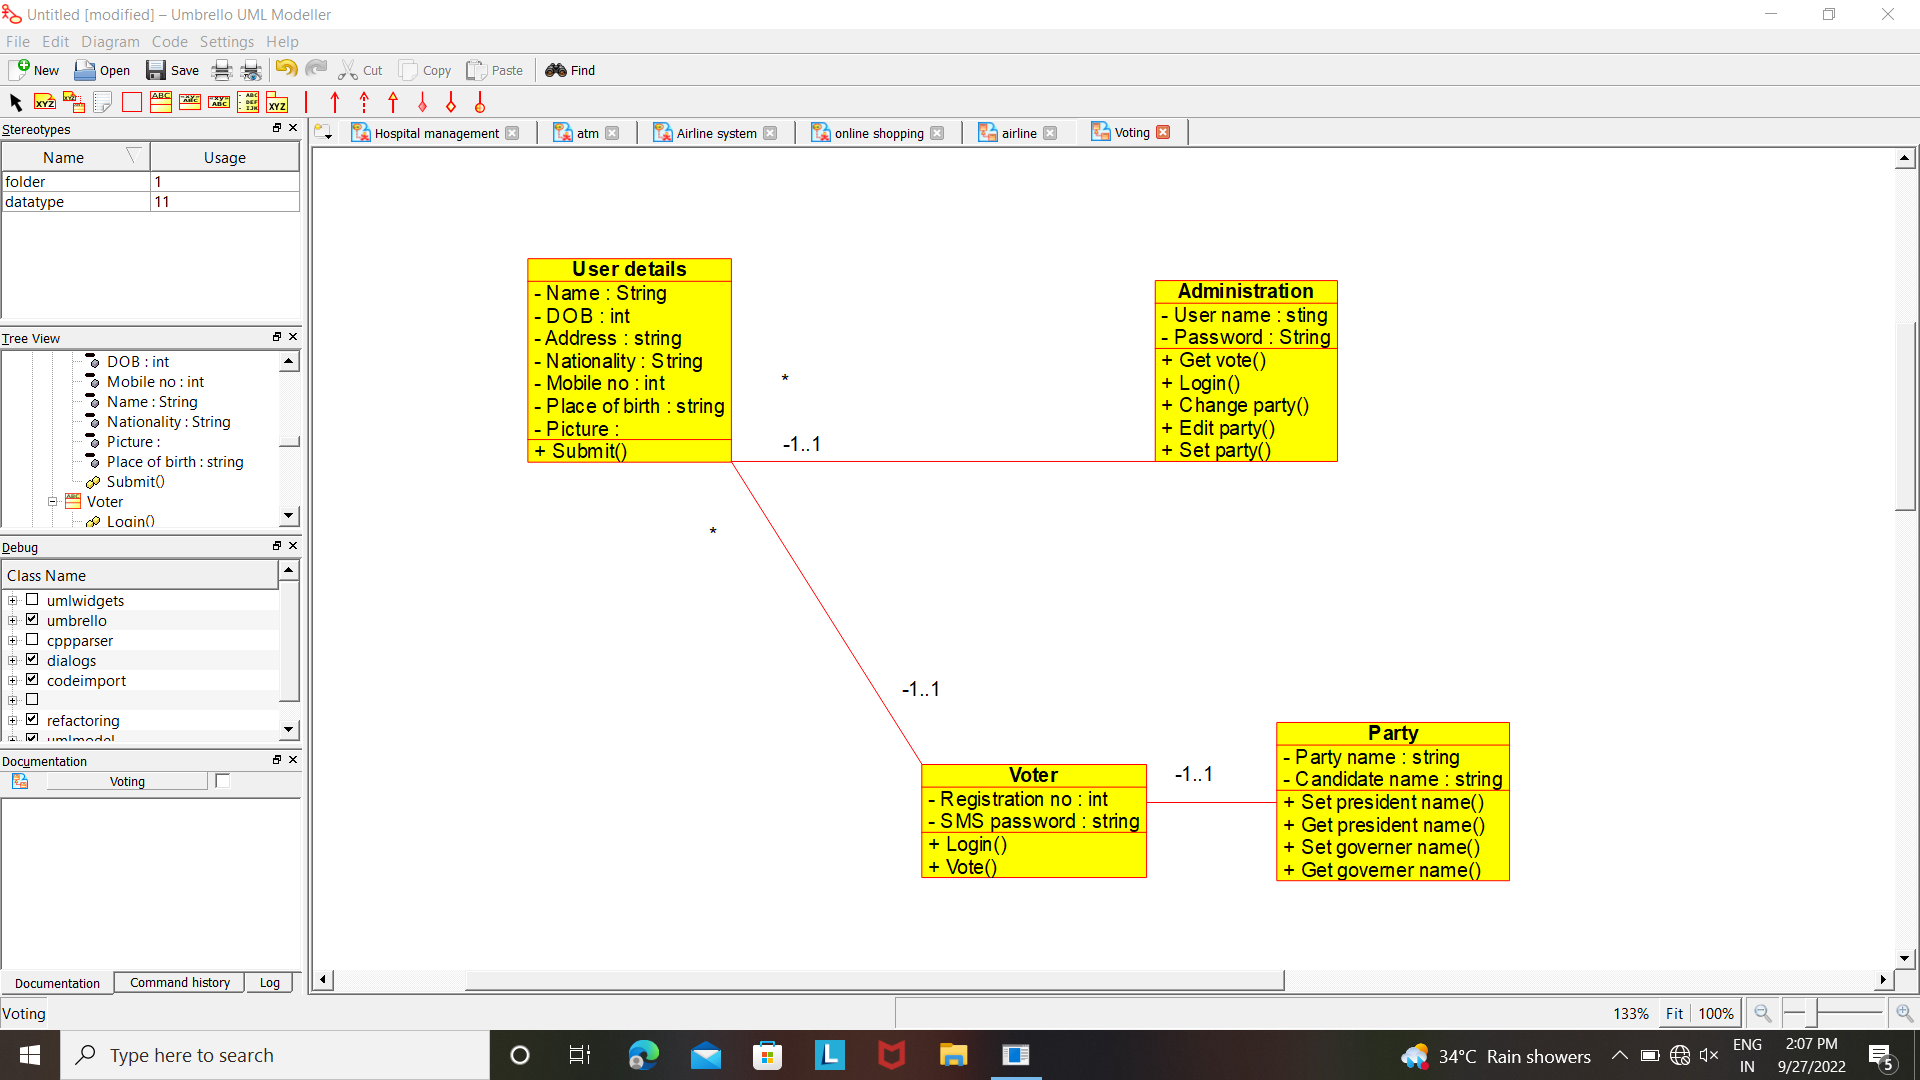 Untitled [modified] – Umbrello UML Modeller
File Edit Diagram Code Settings Help
New Open Save Cut Copy Paste Find
Stereotypes
Name Usage
folder 1
datatype 11
Tree View
DOB : int
Mobile no : int
Name : String
Nationality : String
Picture :
Place of birth : string
Submit()
Voter
Login()
Debug
Class Name
umlwidgets
umbrello
cppparser
dialogs
codeimport
refactoring
umlmodel
Documentation
Voting
Documentation Command history Log
Hospital management atm Airline system online shopping airline Voting
User details
- Name : String
- DOB : int
- Address : string
- Nationality : String
- Mobile no : int
- Place of birth : string
- Picture :
+ Submit()
*
-1..1
Administration
- User name : sting
- Password : String
+ Get vote()
+ Login()
+ Change party()
+ Edit party()
+ Set party()
*
-1..1
Voter
- Registration no : int
- SMS password : string
+ Login()
+ Vote()
-1..1
Party
- Party name : string
- Candidate name : string
+ Set president name()
+ Get president name()
+ Set governer name()
+ Get governer name()
Voting
133% Fit 100%
Type here to search
34°C Rain showers
ENG
IN
2:07 PM
9/27/2022
5